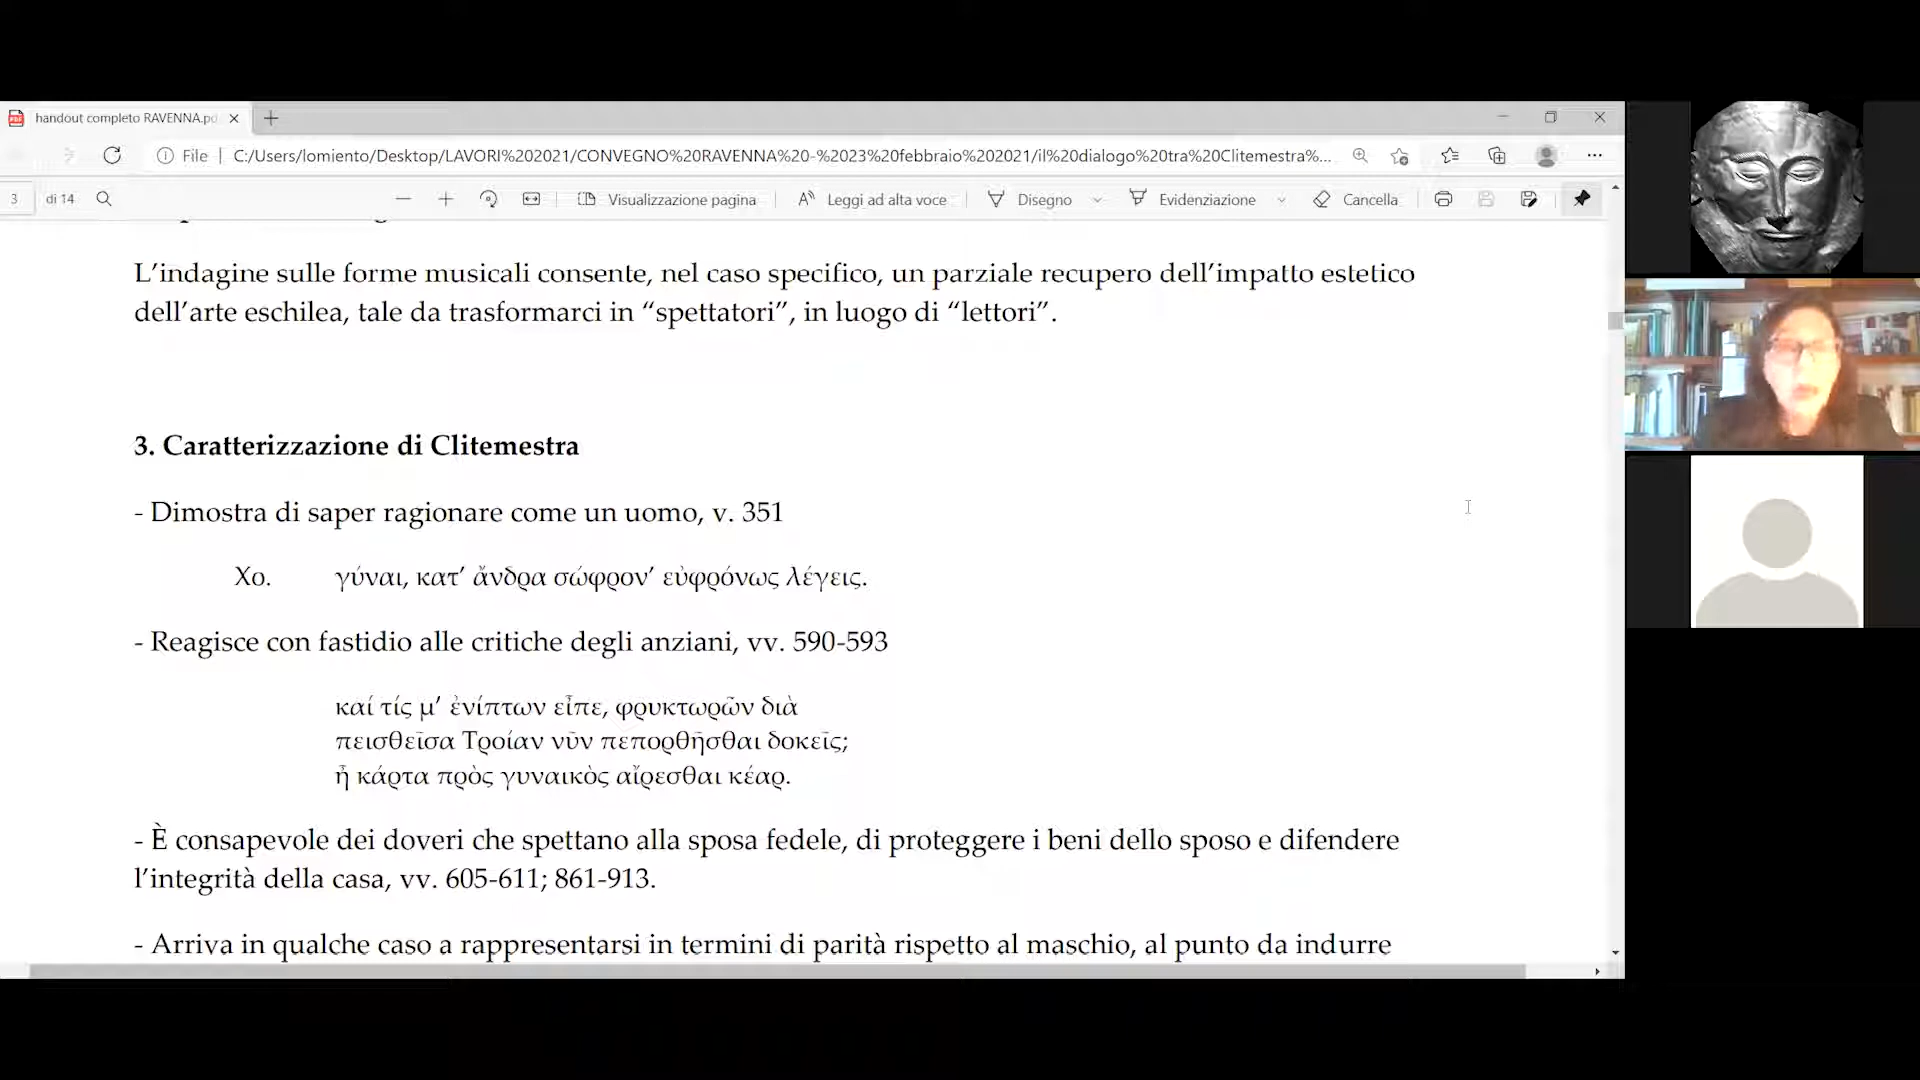 handout completo RAVENNA.pd
File
C:/Users/lomiento/Desktop/LAVORI%202021/CONVEGNO%20RAVENNA%20-%2023%20febbraio%202021/il%20dialogo%20tra%20Clitemestra%...
3 di 14
Visualizzazione pagina
Leggi ad alta voce
Disegno
Evidenziazione
Cancella
L’indagine sulle forme musicali consente, nel caso specifico, un parziale recupero dell’impatto estetico
dell’arte eschilea, tale da trasformarci in “spettatori”, in luogo di “lettori”.
3. Caratterizzazione di Clitemestra
- Dimostra di saper ragionare come un uomo, v. 351
Χο. γύναι, κατ’ ἄνδρα σώφρον’ εὐφρόνως λέγεις.
- Reagisce con fastidio alle critiche degli anziani, vv. 590-593
καί τίς μ’ ἐνίπτων εἶπε, φρυκτωρῶν διὰ
πεισθεῖσα Τροίαν νῦν πεπορθῆσθαι δοκεῖς;
ἦ κάρτα πρὸς γυναικὸς αἴρεσθαι κέαρ.
- È consapevole dei doveri che spettano alla sposa fedele, di proteggere i beni dello sposo e difendere
l’integrità della casa, vv. 605-611; 861-913.
- Arriva in qualche caso a rappresentarsi in termini di parità rispetto al maschio, al punto da indurre